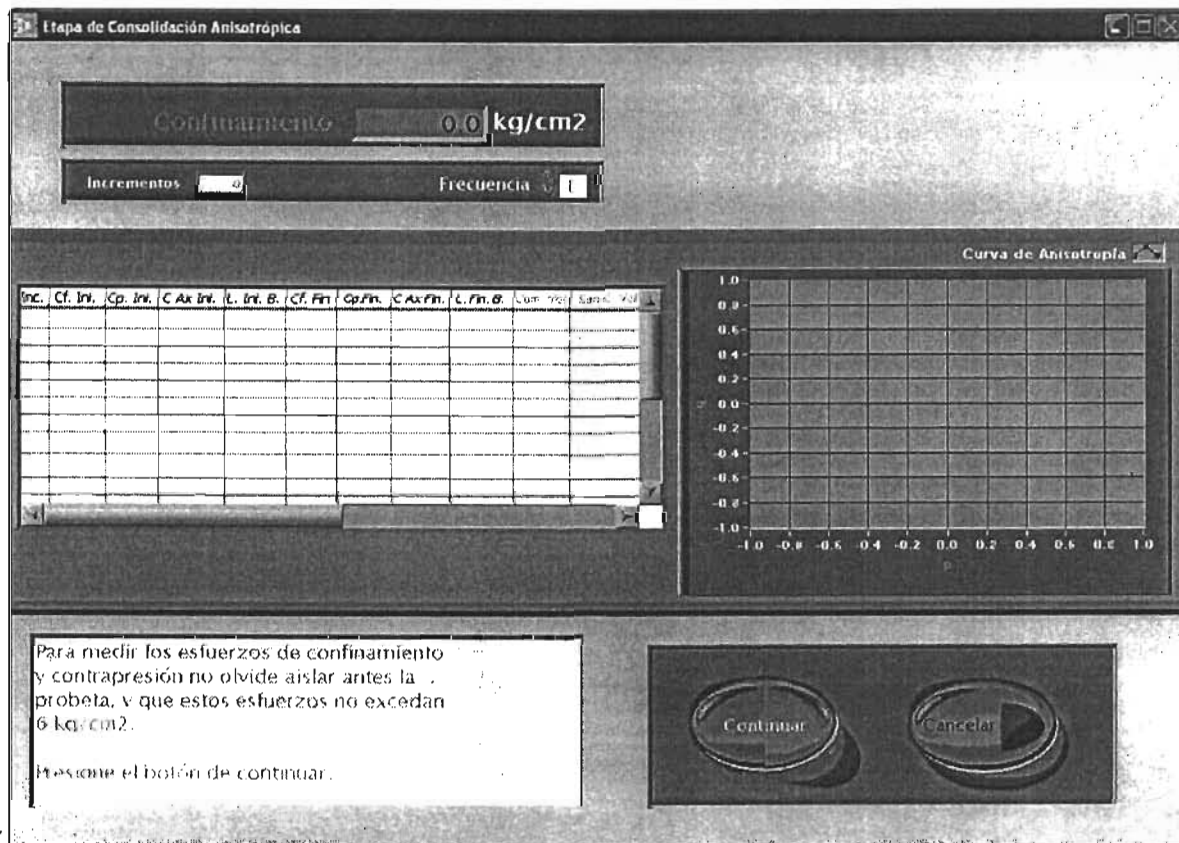 Etapa de Consolidación Anisotrópica
Confinamiento 0.0 kg/cm2
Incrementos 0 Frecuencia 1
Curva de Anisotropía
Inc. Cf. Ini. Cp. Ini. C Ax Ini. L. Ini. B. Cf. Fin Cp.Fin. C Ax Fin. L. Fin. B.
1.0
0.8
0.6
0.4
0.2
0.0
-0.2
-0.4
-0.6
-0.8
-1.0
-1.0 -0.8 -0.6 -0.4 -0.2 0.0 0.2 0.4 0.6 0.8 1.0
q
p
Para medir los esfuerzos de confinamiento
y contrapresión no olvide aislar antes la
probeta, y que estos esfuerzos no excedan
6 kg/cm2.
Presione el botón de continuar.
Continuar Cancelar